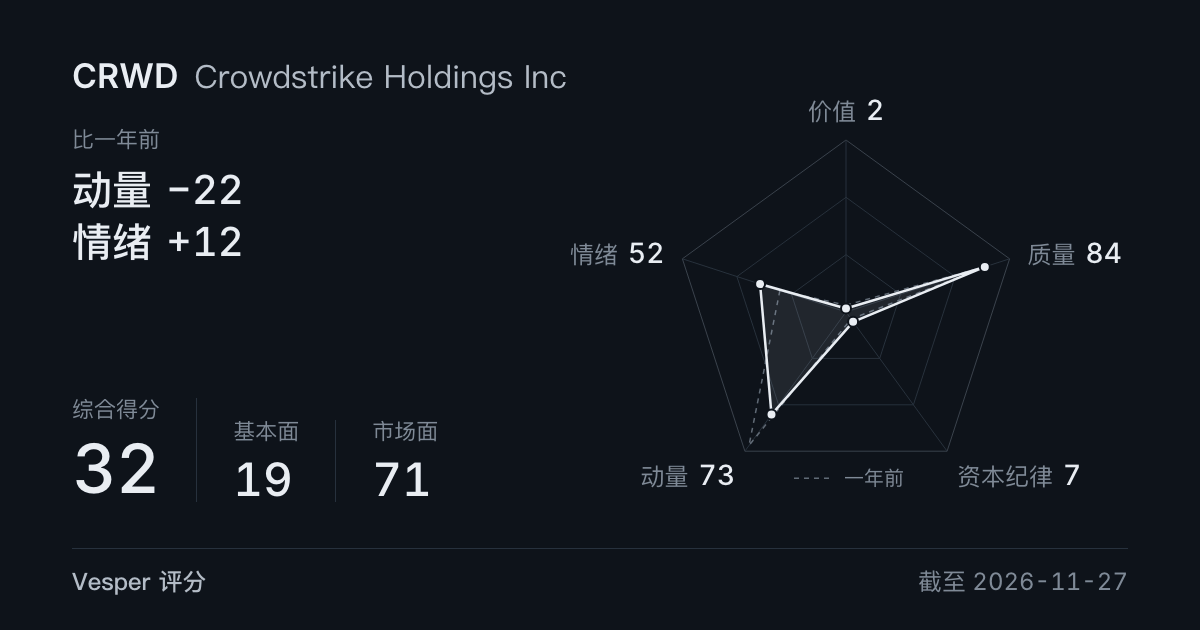 CRWD Crowdstrike Holdings Inc
比一年前
动量 −22
情绪 +12
价值 2
情绪 52
质量 84
动量 73
---- 一年前
资本纪律 7
综合得分
32
基本面
19
市场面
71
Vesper 评分
截至 2026-11-27